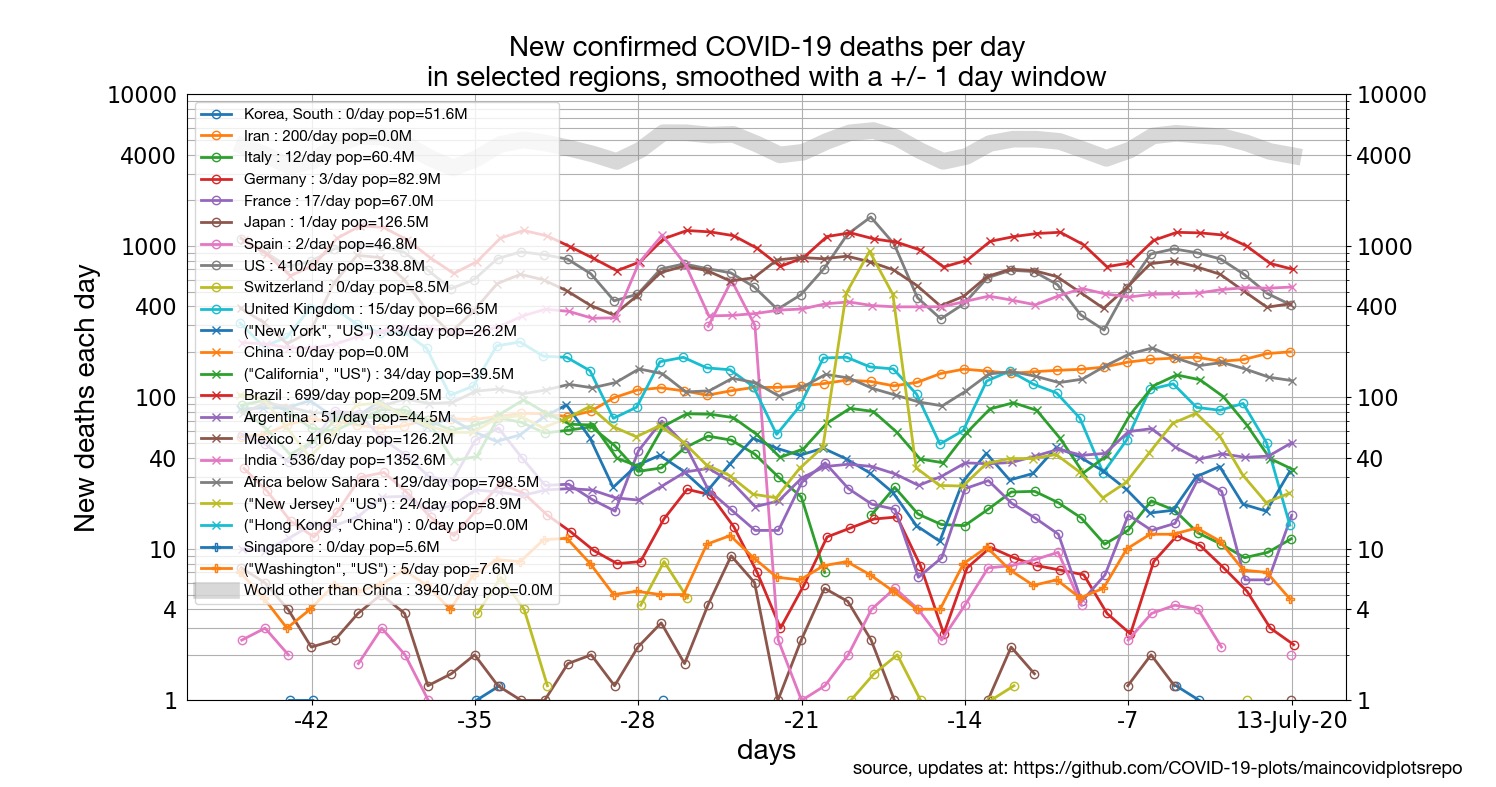 New confirmed COVID-19 deaths per day
in selected regions, smoothed with a +/- 1 day window
10000
4000
1000
400
100
40
10
4
1
New deaths each day
Korea, South : 0/day pop=51.6M
Iran : 200/day pop=0.0M
Italy : 12/day pop=60.4M
Germany : 3/day pop=82.9M
France : 17/day pop=67.0M
Japan : 1/day pop=126.5M
Spain : 2/day pop=46.8M
US : 410/day pop=338.8M
Switzerland : 0/day pop=8.5M
United Kingdom : 15/day pop=66.5M
("New York", "US") : 33/day pop=26.2M
China : 0/day pop=0.0M
("California", "US") : 34/day pop=39.5M
Brazil : 699/day pop=209.5M
Argentina : 51/day pop=44.5M
Mexico : 416/day pop=126.2M
India : 536/day pop=1352.6M
Africa below Sahara : 129/day pop=798.5M
("New Jersey", "US") : 24/day pop=8.9M
("Hong Kong", "China") : 0/day pop=0.0M
Singapore : 0/day pop=5.6M
("Washington", "US") : 5/day pop=7.6M
World other than China : 3940/day pop=0.0M
10000
4000
1000
400
100
40
10
4
1
-42 -35 -28 -21 -14 -7 13-July-20
days
source, updates at: https://github.com/COVID-19-plots/maincovidplotsrepo